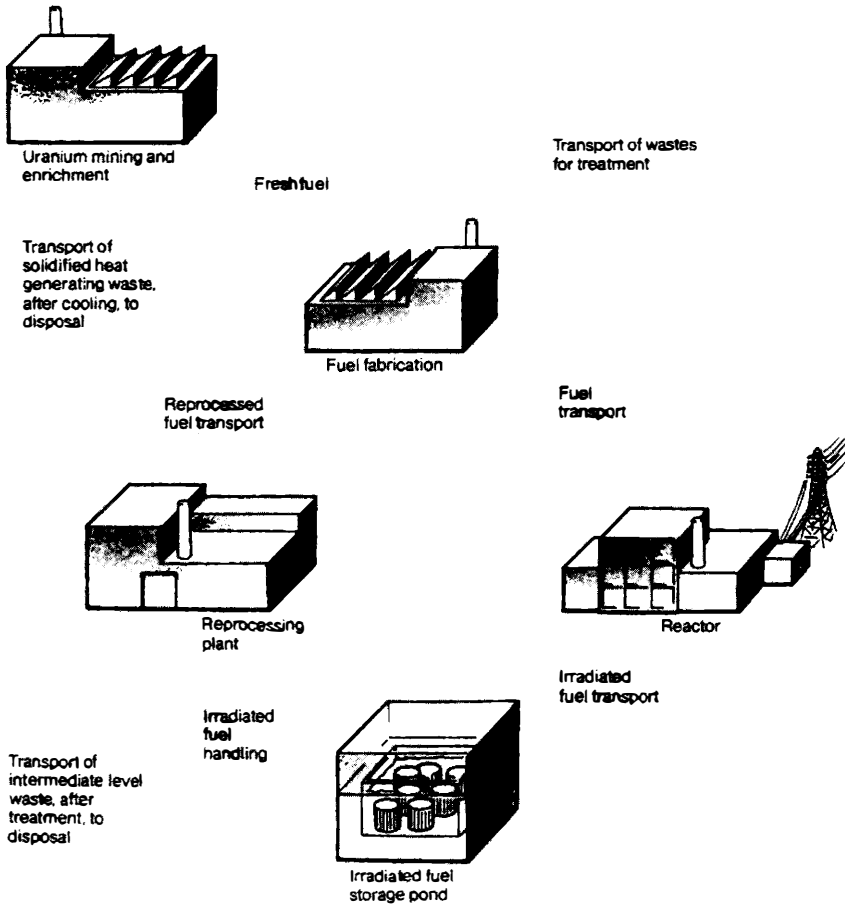 Uranium mining and
enrichment
Fresh fuel
Transport of wastes
for treatment
Transport of
solidified heat
generating waste,
after cooling, to
disposal
Fuel fabrication
Reprocessed
fuel transport
Fuel
transport
Reprocessing
plant
Reactor
Irradiated
fuel transport
Irradiated
fuel
handling
Transport of
intermediate level
waste, after
treatment, to
disposal
Irradiated fuel
storage pond